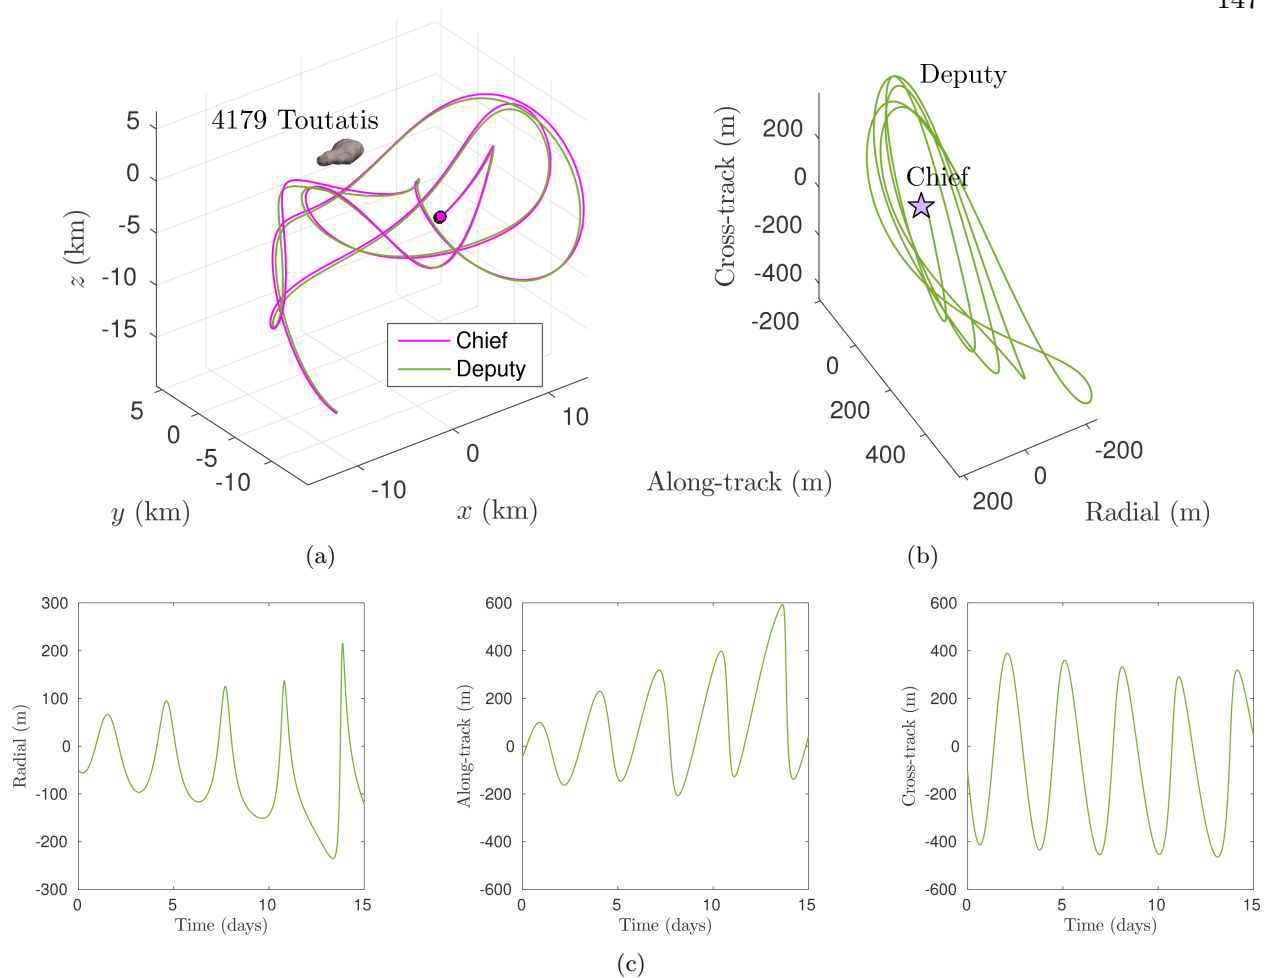 147
4179 Toutatis
5
0
-5
-10
-15
z (km)
5
0
-5
-10
y (km)
-10
0
10
x (km)
Chief
Deputy
(a)
Deputy
Chief
200
0
-200
-400
Cross-track (m)
-200
0
200
400
Along-track (m)
200
0
-200
Radial (m)
(b)
300
200
100
0
-100
-200
-300
Radial (m)
0 5 10 15
Time (days)
600
400
200
0
-200
-400
-600
Along-track (m)
0 5 10 15
Time (days)
600
400
200
0
-200
-400
-600
Cross-track (m)
0 5 10 15
Time (days)
(c)